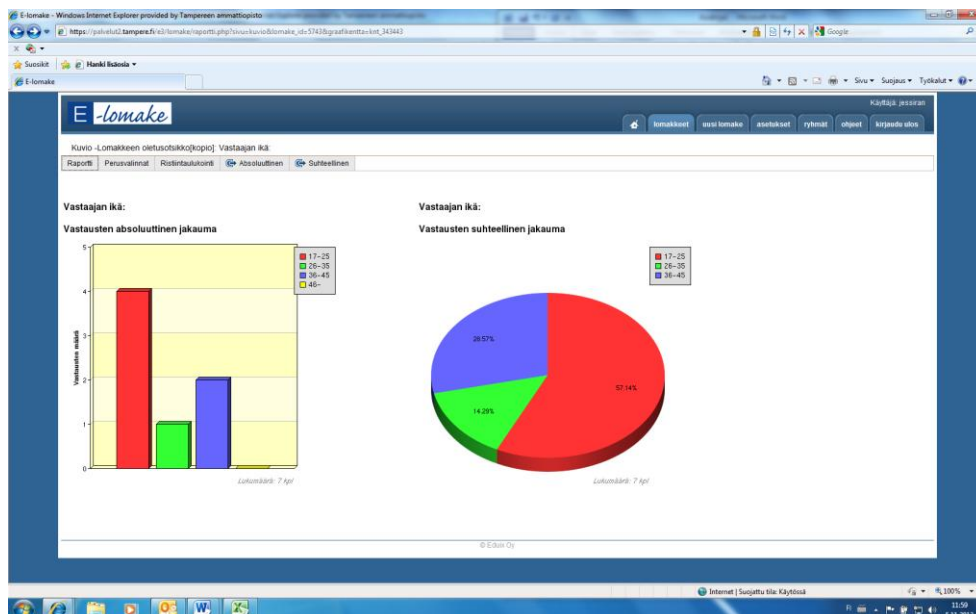 E-lomake - Windows Internet Explorer provided by Tampereen ammattiopisto
https://palvelut2.tampere.fi/e3/lomake/raportti.php?sivu=kuvio&lomake_id=5743&graafikentta=knt_343443
Google
Suosikit
Hanki lisäosia
E-lomake
Sivu
Suojaus
Työkalut
E-lomake
Käyttäjä: jessiran
lomakkeet
uusi lomake
asetukset
ryhmät
ohjeet
kirjaudu ulos
Kuvio -Lomakkeen oletusotsikko[kopio]: Vastaajan ikä:
Raportti
Perusvalinnat
Ristiintaulukointi
Absoluuttinen
Suhteellinen
Vastaajan ikä:
Vastausten absoluuttinen jakauma
Vastausten määrä
5
4
3
2
1
0
17-25
26-35
36-45
46-
Lukumäärä: 7 kpl
Vastaajan ikä:
Vastausten suhteellinen jakauma
17-25
26-35
36-45
28.57%
57.14%
14.29%
Lukumäärä: 7 kpl
© Eduix Oy
Internet | Suojattu tila: Käytössä
100%
FI
11:59